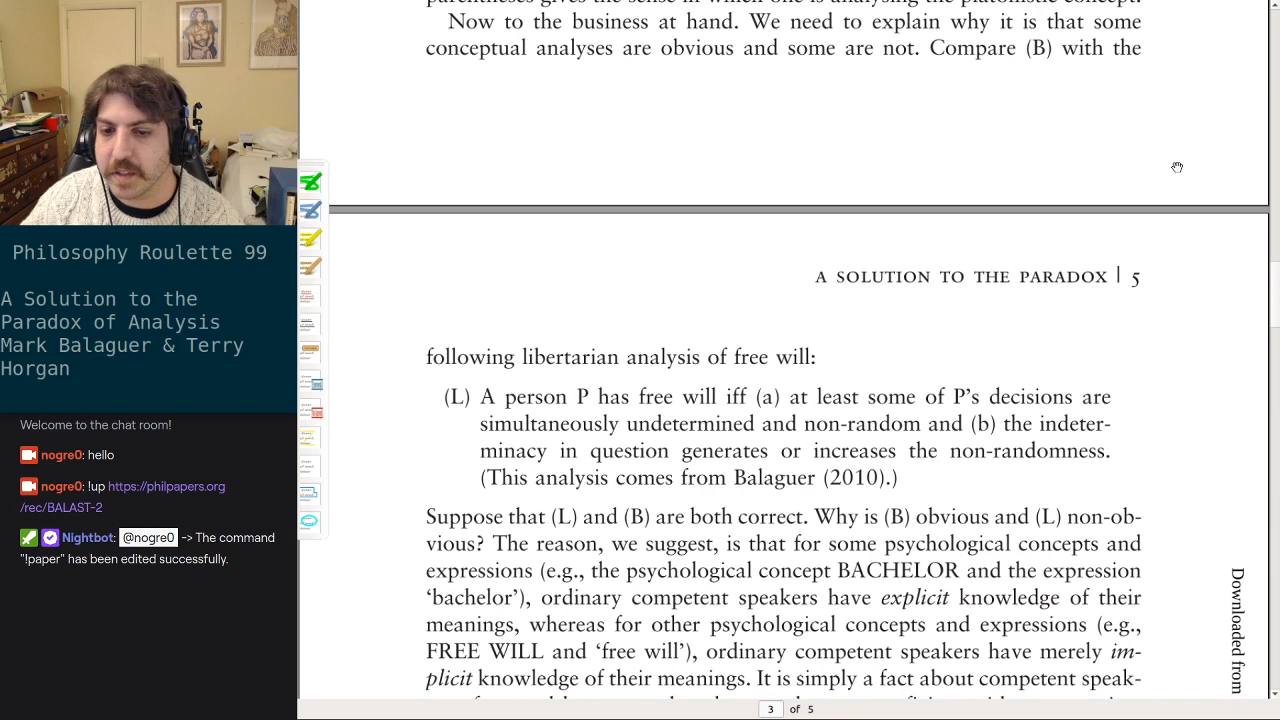 parentheses gives the sense in which one is analysing the platonistic concept.
Now to the business at hand. We need to explain why it is that some
conceptual analyses are obvious and some are not. Compare (B) with the
A SOLUTION TO THE PARADOX | 5
following libertarian analysis of free will:
(L) A person P has free will iff (a) at least some of P's decisions are
simultaneously undetermined and non-random, and (b) the indeter-
minacy in question generates or increases the non-randomness.
(This analysis comes from Balaguer (2010).)
Suppose that (L) and (B) are both correct. Why is (B) obvious and (L) non-ob-
vious? The reason, we suggest, is that for some psychological concepts and
expressions (e.g., the psychological concept BACHELOR and the expression
'bachelor'), ordinary competent speakers have explicit knowledge of their
meanings, whereas for other psychological concepts and expressions (e.g.,
FREE WILL and 'free will'), ordinary competent speakers have merely im-
plicit knowledge of their meanings. It is simply a fact about competent speak-
Downloaded from
3 of 5
Philosophy Roulette 99
A Solution to the
Paradox of Analysis
Mark Balaguer & Terry
Horgan
Welcome to the chat room!
nogre0: hello
nogre0: !up https://philpapers.org
/rec/BALAST-2
Nightbot: @nogre0 -> The command
"!paper" has been edited successfully.